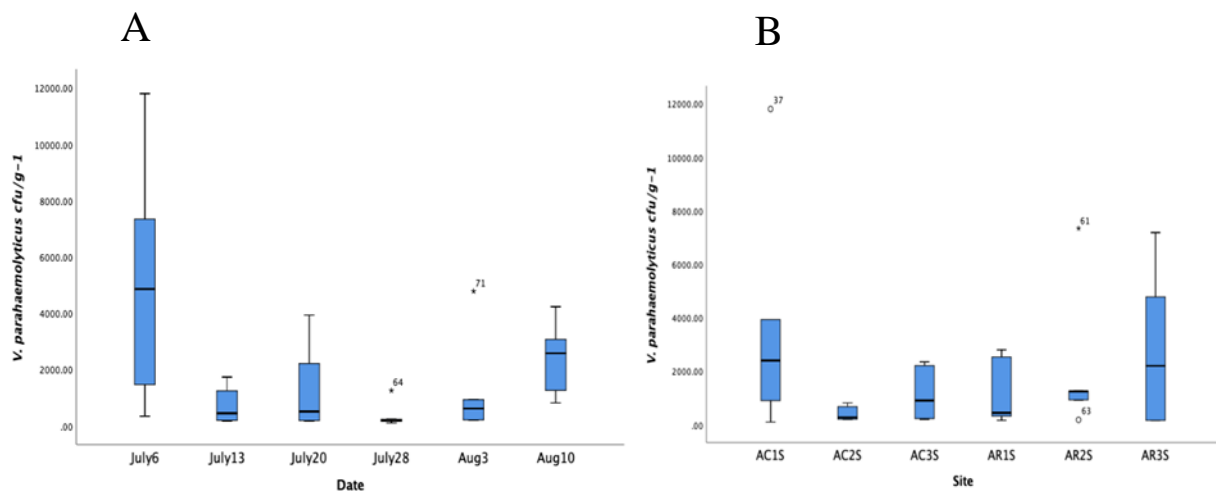 A
V. parahaemolyticus cfu/g-1
12000.00
10000.00
8000.00
6000.00
4000.00
2000.00
.00
71
64
July6 July13 July20 July28 Aug3 Aug10
Date
B
V. parahaemolyticus cfu/g-1
12000.00
10000.00
8000.00
6000.00
4000.00
2000.00
.00
37
61
63
AC1S AC2S AC3S AR1S AR2S AR3S
Site